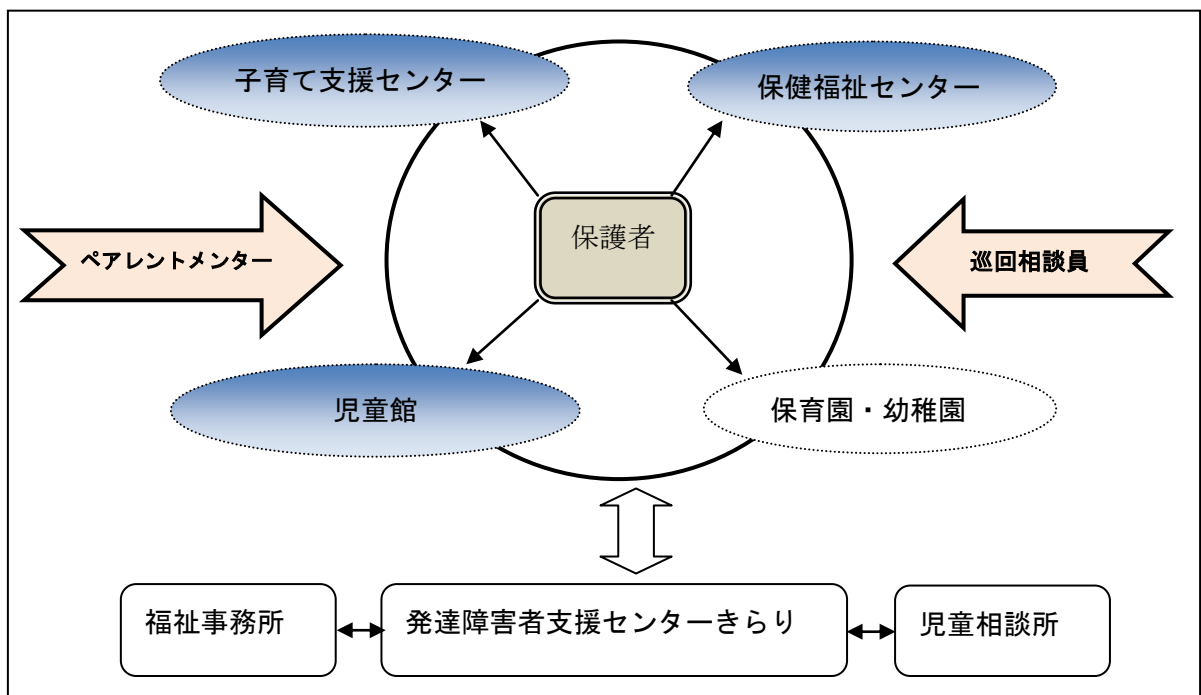 子育て支援センター
保健福祉センター
保護者
ペアレントメンター
巡回相談員
児童館
保育園・幼稚園
福祉事務所
発達障害者支援センターきらり
児童相談所